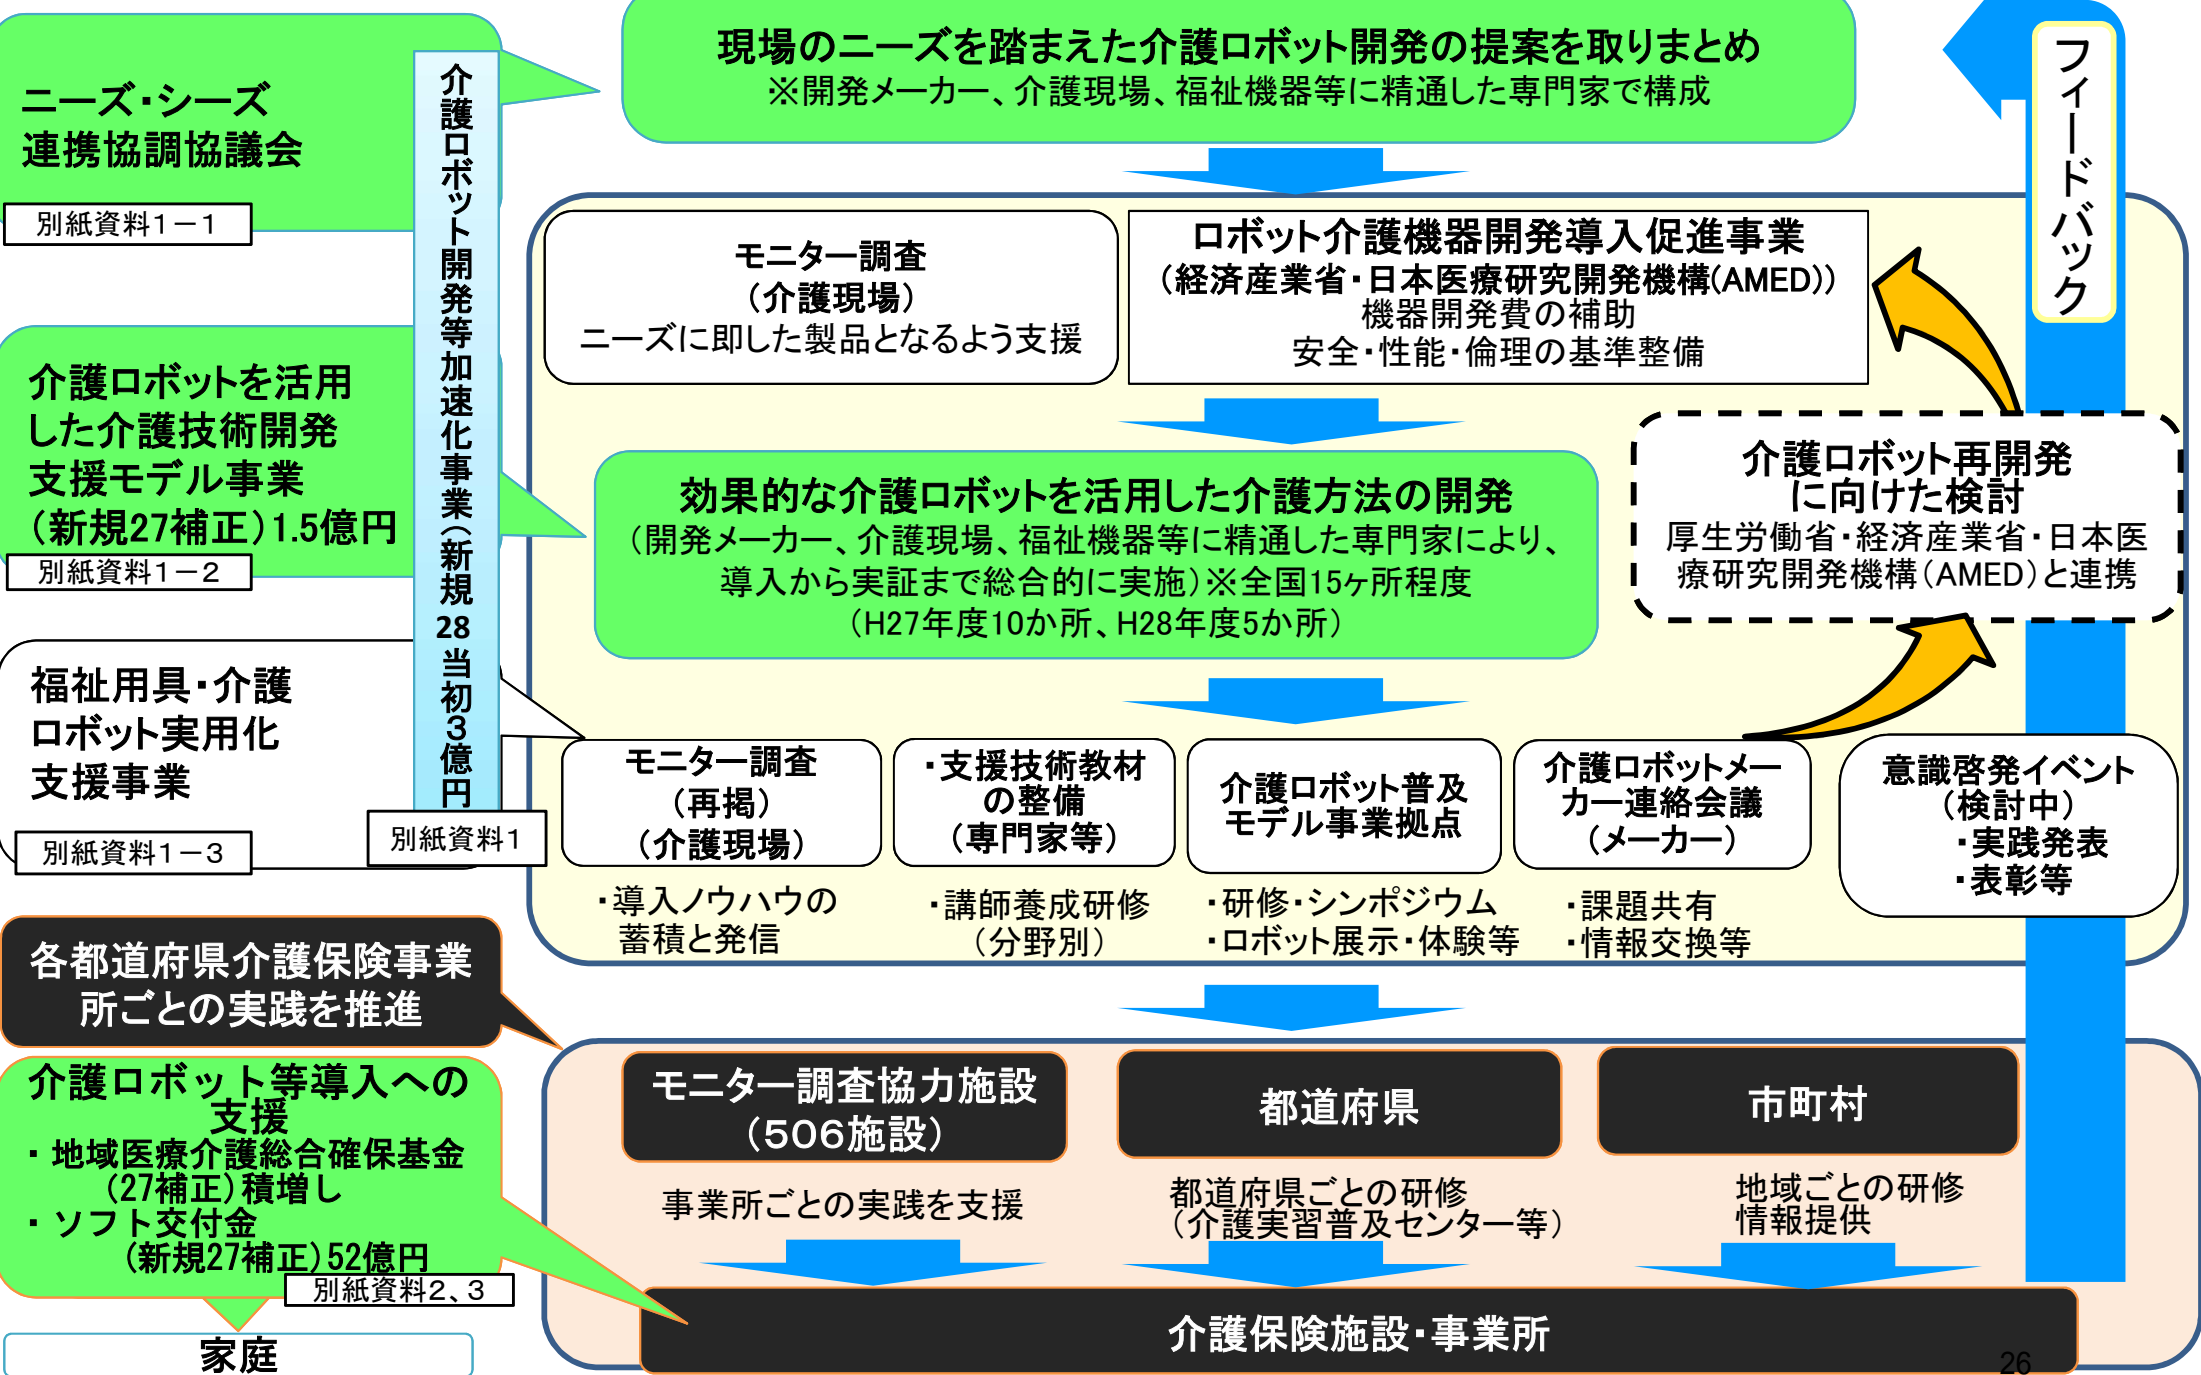 現場のニーズを踏まえた介護ロボット開発の提案を取りまとめ
※開発メーカー、介護現場、福祉機器等に精通した専門家で構成
フィードバック
ニーズ・シーズ
連携協調協議会
別紙資料1－1
介護ロボット開発等加速化事業（新規28当初3億円
別紙資料1
モニター調査
（介護現場）
ニーズに即した製品となるよう支援
ロボット介護機器開発導入促進事業
（経済産業省・日本医療研究開発機構(AMED)）
機器開発費の補助
安全・性能・倫理の基準整備
介護ロボットを活用
した介護技術開発
支援モデル事業
（新規27補正）1.5億円
別紙資料1－2
効果的な介護ロボットを活用した介護方法の開発
（開発メーカー、介護現場、福祉機器等に精通した専門家により、
導入から実証まで総合的に実施）※全国15ヶ所程度
（H27年度10か所、H28年度5か所）
介護ロボット再開発
に向けた検討
厚生労働省・経済産業省・日本医
療研究開発機構（AMED）と連携
福祉用具・介護
ロボット実用化
支援事業
別紙資料1－3
モニター調査
（再掲）
（介護現場）
・導入ノウハウの
蓄積と発信
・支援技術教材
の整備
（専門家等）
・講師養成研修
（分野別）
介護ロボット普及
モデル事業拠点
・研修・シンポジウム
・ロボット展示・体験等
介護ロボットメー
カー連絡会議
（メーカー）
・課題共有
・情報交換等
意識啓発イベント
（検討中）
・実践発表
・表彰等
各都道府県介護保険事業
所ごとの実践を推進
介護ロボット等導入への
支援
・地域医療介護総合確保基金
（27補正）積増し
・ソフト交付金
（新規27補正）52億円
別紙資料2、3
家庭
モニター調査協力施設
（506施設）
事業所ごとの実践を支援
都道府県
都道府県ごとの研修
（介護実習普及センター等）
市町村
地域ごとの研修
情報提供
介護保険施設・事業所
26